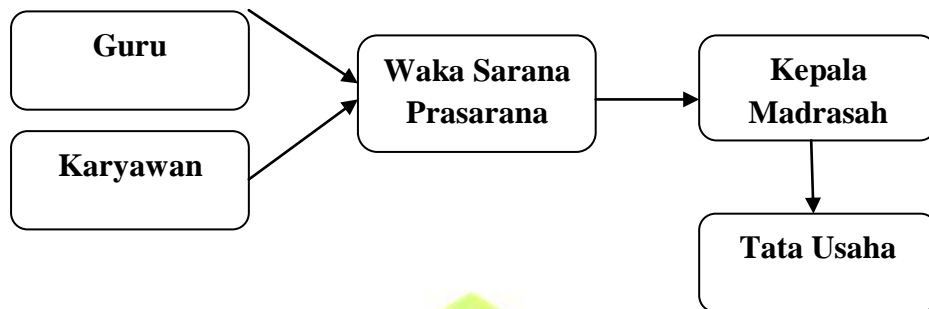 Guru
Karyawan
Waka Sarana
Prasarana
Kepala
Madrasah
Tata Usaha